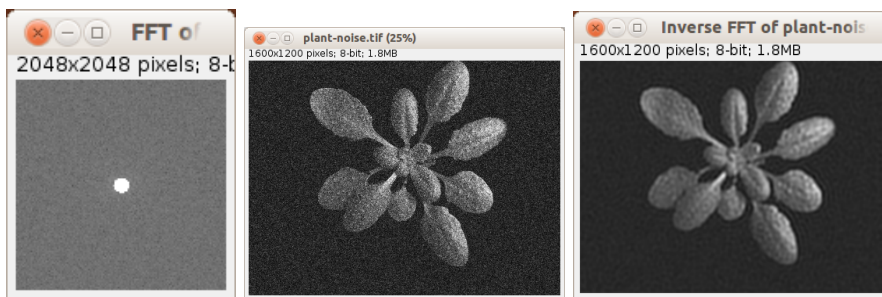 FFT of
2048x2048 pixels; 8-b
plant-noise.tif (25%)
1600x1200 pixels; 8-bit; 1.8MB
Inverse FFT of plant-nois
1600x1200 pixels; 8-bit; 1.8MB